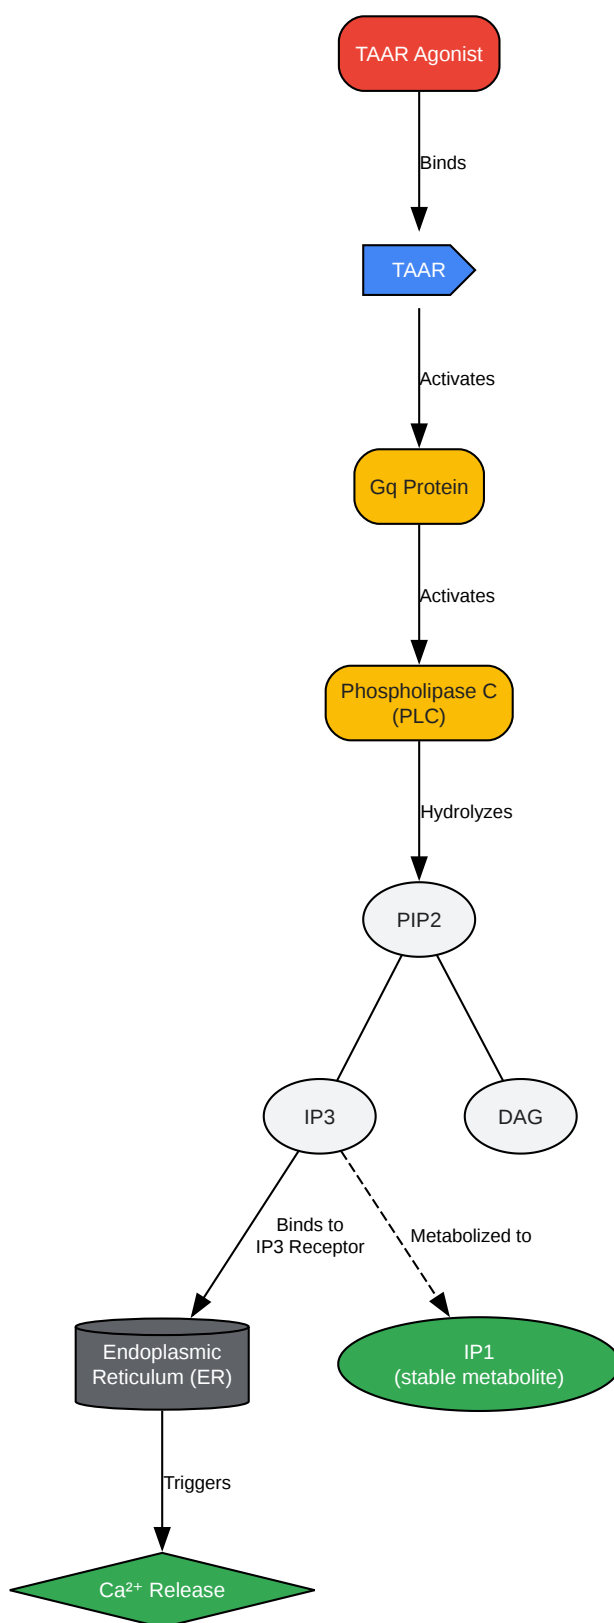 TAAR Agonist
Binds
TAAR
Activates
Gq Protein
Activates
Phospholipase C
(PLC)
Hydrolyzes
PIP2
IP3
DAG
Binds to
IP3 Receptor
Metabolized to
Endoplasmic
Reticulum (ER)
IP1
(stable metabolite)
Triggers
Ca²⁺ Release